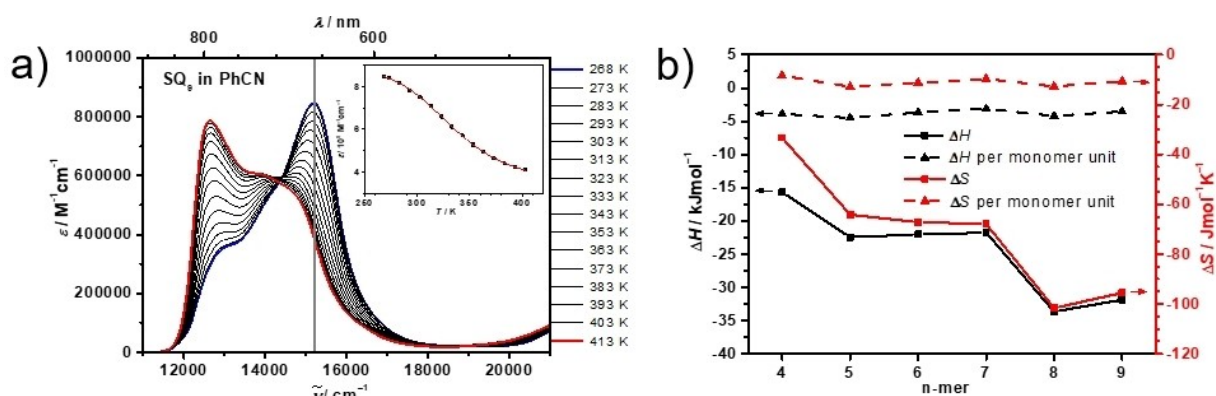 a)
λ / nm
800
600
1000000
800000
600000
400000
200000
0
ε / M⁻¹cm⁻¹
SQ₉ in PhCN
8
6
4
ε / 10⁵ M⁻¹cm⁻¹
260
300
350
400
T / K
12000
14000
16000
18000
20000
ν̃ / cm⁻¹
268 K
273 K
283 K
293 K
303 K
313 K
323 K
333 K
343 K
353 K
363 K
373 K
383 K
393 K
403 K
413 K
b)
5
0
-5
-10
-15
-20
-25
-30
-35
-40
ΔH / kJmol⁻¹
ΔH
ΔH per monomer unit
ΔS
ΔS per monomer unit
4
5
6
7
8
9
n-mer
0
-20
-40
-60
-80
-100
-120
ΔS / Jmol⁻¹K⁻¹